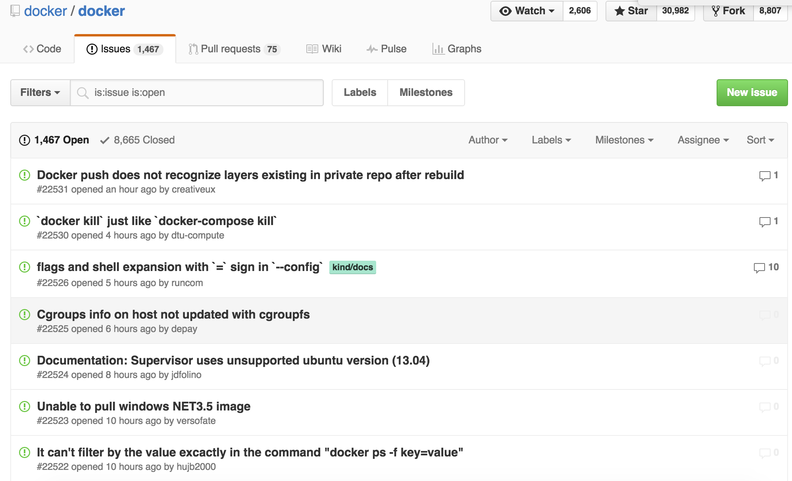 docker / docker
Watch 2,606 Star 30,982 Fork 8,807
Code Issues 1,467 Pull requests 75 Wiki Pulse Graphs
Filters is:issue is:open Labels Milestones New issue
1,467 Open 8,665 Closed Author Labels Milestones Assignee Sort
Docker push does not recognize layers existing in private repo after rebuild 1
#22531 opened an hour ago by creativeux
`docker kill` just like `docker-compose kill` 1
#22530 opened 4 hours ago by dtu-compute
flags and shell expansion with `=` sign in `--config` kind/docs 10
#22526 opened 5 hours ago by runcom
Cgroups info on host not updated with cgroupfs 0
#22525 opened 6 hours ago by depay
Documentation: Supervisor uses unsupported ubuntu version (13.04) 0
#22524 opened 8 hours ago by jdfolino
Unable to pull windows NET3.5 image 0
#22523 opened 10 hours ago by versofate
It can't filter by the value excactly in the command "docker ps -f key=value" 0
#22522 opened 10 hours ago by hujb2000